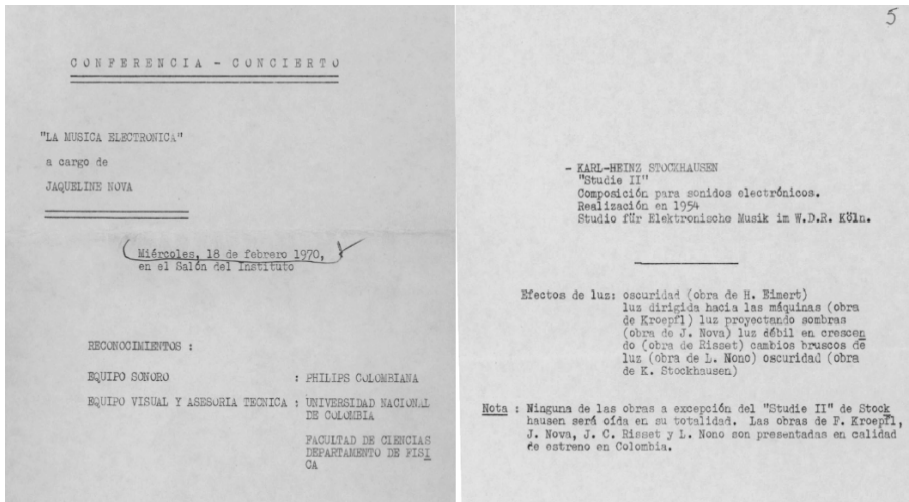 CONFERENCIA - CONCIERTO
"LA MUSICA ELECTRONICA"
a cargo de
JAQUELINE NOVA
Miércoles, 18 de febrero 1970,
en el Salón del Instituto
RECONOCIMIENTOS :
EQUIPO SONORO : PHILIPS COLOMBIANA
EQUIPO VISUAL Y ASESORIA TECNICA : UNIVERSIDAD NACIONAL
DE COLOMBIA
FACULTAD DE CIENCIAS
DEPARTAMENTO DE FISI
CA
5
- KARL-HEINZ STOCKHAUSEN
"Studie II"
Composición para sonidos electrónicos.
Realización en 1954
Studio für Elektronische Musik im W.D.R. Köln.
Efectos de luz: oscuridad (obra de H. Eimert)
luz dirigida hacia las máquinas (obra
de Kroepfl) luz proyectando sombras
(obra de J. Nova) luz débil en crescen
do (obra de Risset) cambios bruscos de
luz (obra de L. Nono) oscuridad (obra
de K. Stockhausen)
Nota : Ninguna de las obras a excepción del "Studie II" de Stock
hausen será oída en su totalidad. Las obras de F. Kroepfl,
J. Nova, J. C. Risset y L. Nono son presentadas en calidad
de estreno en Colombia.